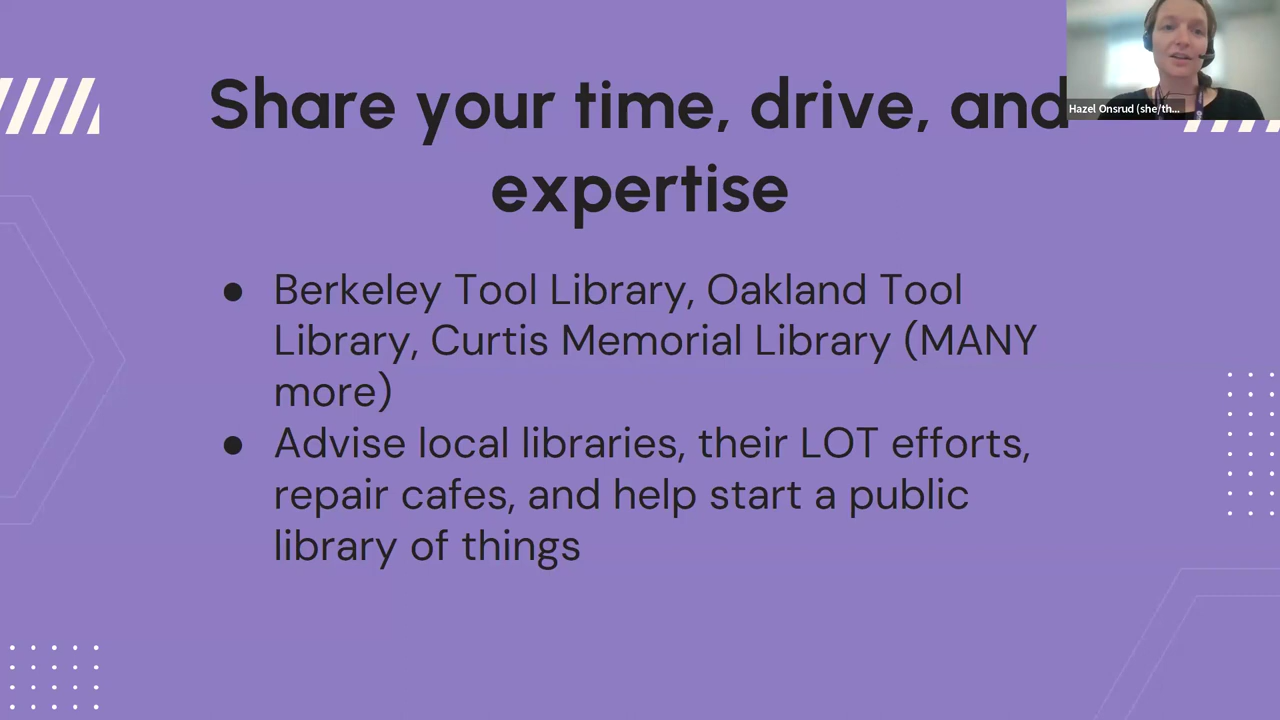 Share your time, drive, and
expertise
Hazel Onsrud (she/th...
● Berkeley Tool Library, Oakland Tool
Library, Curtis Memorial Library (MANY
more)
● Advise local libraries, their LOT efforts,
repair cafes, and help start a public
library of things